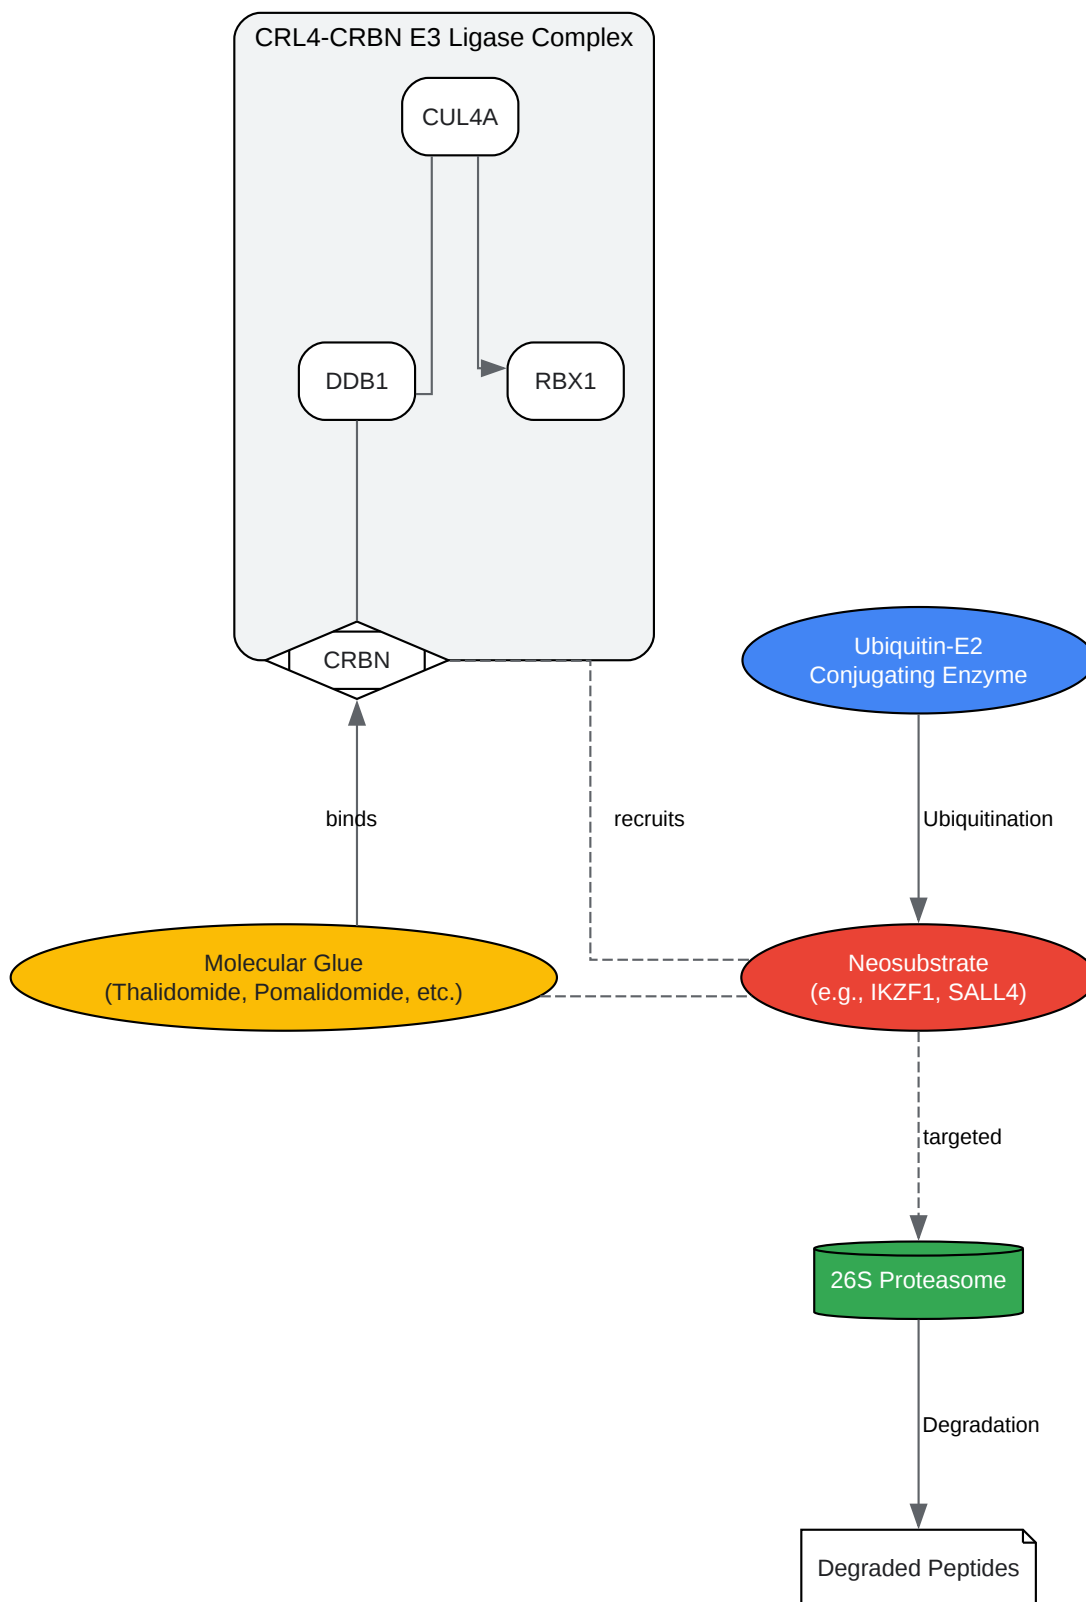 CRL4-CRBN E3 Ligase Complex
CUL4A
DDB1
RBX1
CRBN
Ubiquitin-E2
Conjugating Enzyme
binds
recruits
Ubiquitination
Molecular Glue
(Thalidomide, Pomalidomide, etc.)
Neosubstrate
(e.g., IKZF1, SALL4)
targeted
26S Proteasome
Degradation
Degraded Peptides